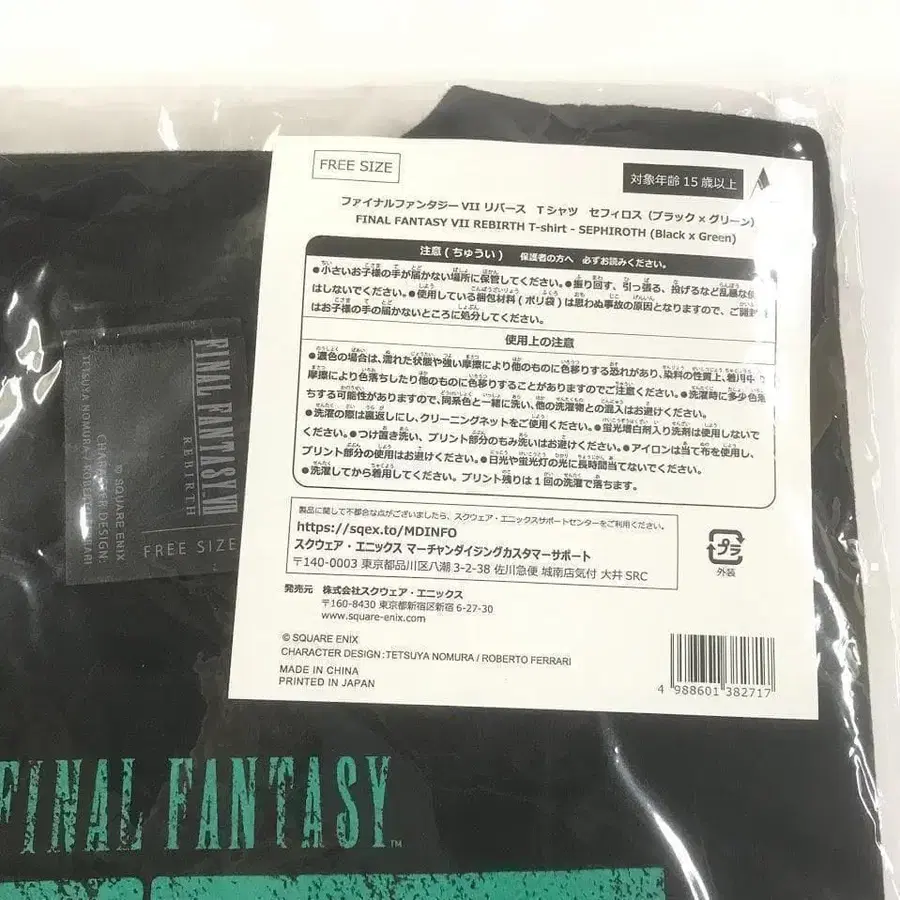 FREE SIZE
対象年齢 15 歳以上
ファイナルファンタジー VII リバース Tシャツ セフィロス (ブラック x グリーン)
FINAL FANTASY VII REBIRTH T-shirt - SEPHIROTH (Black x Green)
注意 (ちゅうい) 保護者の方へ 必ずお読みください。
●小さいお子様の手が届かない場所に保管してください。●振り回す、引っ張る、投げるなど乱暴な使
はしないでください。●使用している梱包材料 (ポリ袋) は思わぬ事故の原因となりますので、ご開封
はお子様の手の届かないところに処分してください。
使用上の注意
●濃色の場合は、濡れた状態や強い摩擦により他のものに色移りする恐れがあり、染料の性質上、着用中
摩擦により色落ちしたり他のものに色移りすることがありますのでご注意ください。●洗濯時に多少色落
ちする可能性がありますので、同系色と一緒に洗い、他の洗濯物との混入はお避けください。
●洗濯の際は裏返しにし、クリーニングネットをご使用ください。●蛍光増白剤入り洗剤は使用しないで
ください。●つけ置き洗い、プリント部分のもみ洗いはお避けください。●アイロンは当て布を使用し、
プリント部分の使用はお避けください。●日光や蛍光灯の光に長時間当てないでください。
●洗濯してから着用してください。プリント残りは1回の洗濯で落ちます。
製品に関して不都合な点がございましたら、スクウェア・エニックスサポートセンターをご利用ください。
https://sqex.to/MDINFO
スクウェア・エニックス マーチャンダイジングカスタマーサポート
〒140-0003 東京都品川区八潮 3-2-38 佐川急便 城南店気付 大井 SRC
プラ
外装
発売元 株式会社スクウェア・エニックス
〒160-8430 東京都新宿区新宿 6-27-30
www.square-enix.com
© SQUARE ENIX
CHARACTER DESIGN : TETSUYA NOMURA / ROBERTO FERRARI
MADE IN CHINA
PRINTED IN JAPAN
4 988601 382717
FINAL FANTASY VII
REBIRTH
© SQUARE ENIX
CHARACTER DESIGN:
TETSUYA NOMURA / ROBERTO FERRARI
FREE SIZE
FINAL FANTASY™